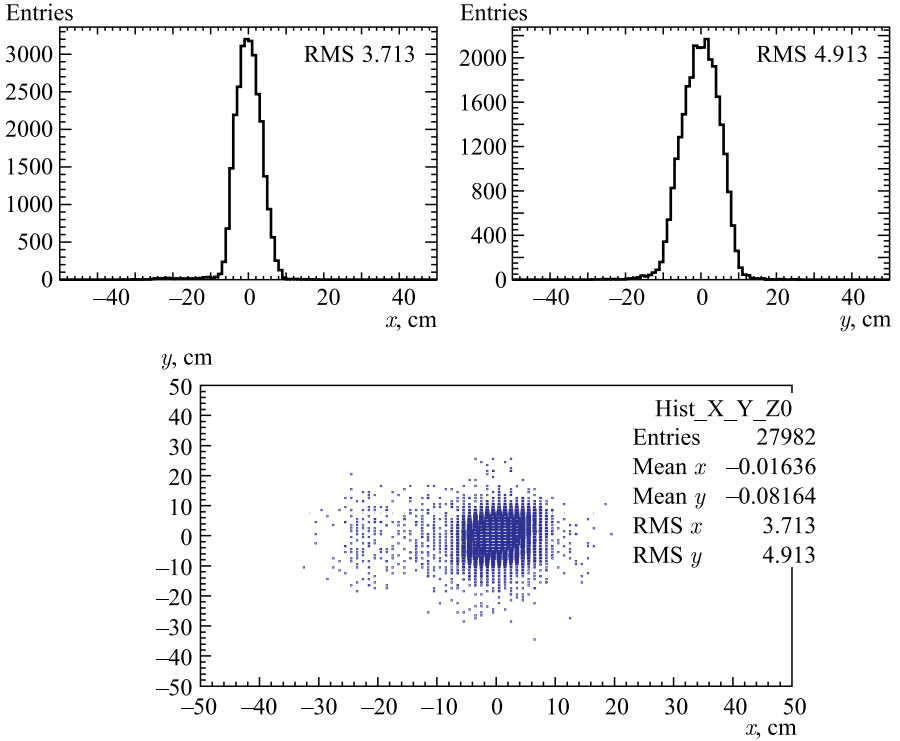 Entries
RMS 3.713
3000
2500
2000
1500
1000
500
0
–40 –20 0 20 40
x, cm
Entries
RMS 4.913
2000
1600
1200
800
400
0
–40 –20 0 20 40
y, cm
y, cm
50
40
30
20
10
0
–10
–20
–30
–40
–50
Hist_X_Y_Z0
Entries 27982
Mean x –0.01636
Mean y –0.08164
RMS x 3.713
RMS y 4.913
–50 –40 –30 –20 –10 0 10 20 30 40 50
x, cm